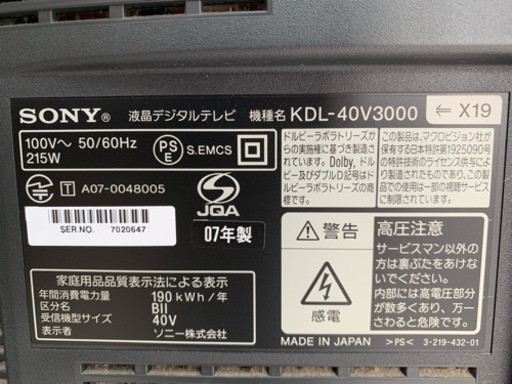 SONY® 液晶デジタルテレビ 機種名 KDL-40V3000 ⇐ X19
100V～ 50/60Hz
215W
PS
E
S.EMCS
T A07-0048005
SER.NO. 7020647
JQA
07年製
ドルビーラボラトリーズか
らの実施権に基づき製造さ
れています。Dolby、ドル
ビー及びダブルD記号はド
ルビーラボラトリーズの商
標です。
この製品は、マクロビジョン社が
保有する日本特許第1925090号
の特許技術のライセンス供与によ
り製造されたものであり、この製
品での使用は一部の視聴サービス
に制限されています。
家庭用品品質表示法による表示
年間消費電力量 190kWh/年
区分名 BII
受信機型サイズ 40V
表示者 ソニー株式会社
警告
感電
高圧注意
サービスマン以外の
方は裏ぶたをあけない
でください。
内部には高電圧部分
が数多くあり、万一
さわると危険です。
MADE IN JAPAN >PS< 3-219-432-01